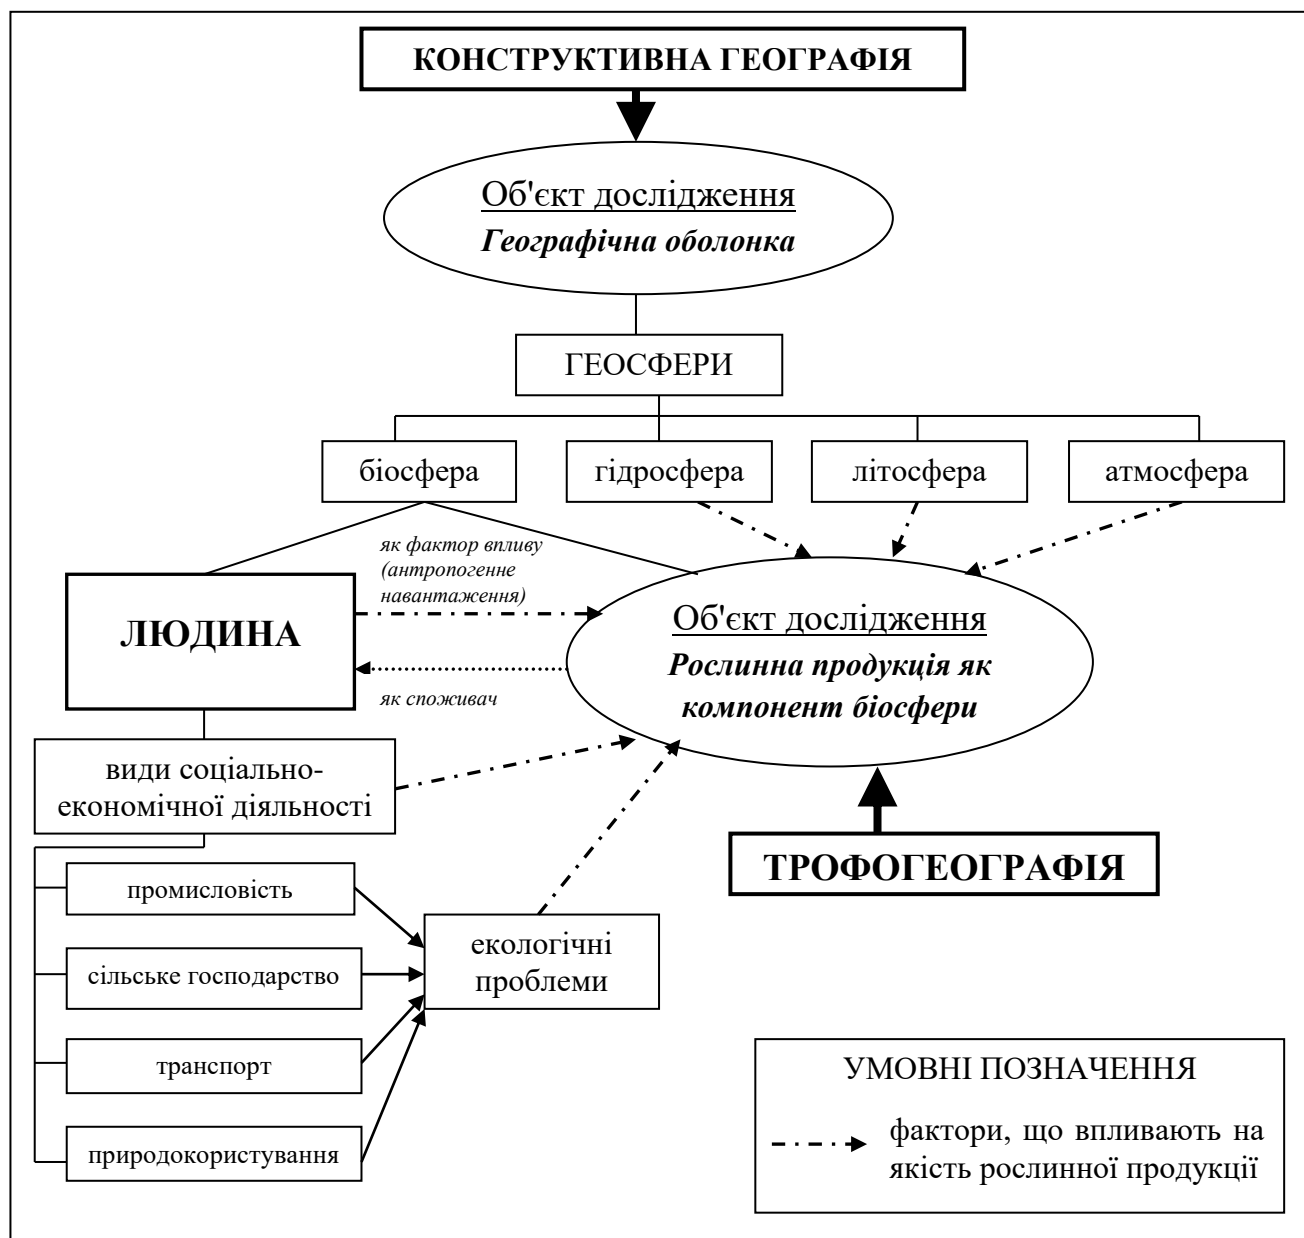 КОНСТРУКТИВНА ГЕОГРАФІЯ
Об'єкт дослідження
Географічна оболонка
ГЕОСФЕРИ
біосфера
гідросфера
літосфера
атмосфера
як фактор впливу
(антропогенне
навантаження)
ЛЮДИНА
Об'єкт дослідження
Рослинна продукція як
компонент біосфери
як споживач
види соціально-
економічної діяльності
ТРОФОГЕОГРАФІЯ
промисловість
екологічні
проблеми
сільське господарство
транспорт
природокористування
УМОВНІ ПОЗНАЧЕННЯ
фактори, що впливають на
якість рослинної продукції